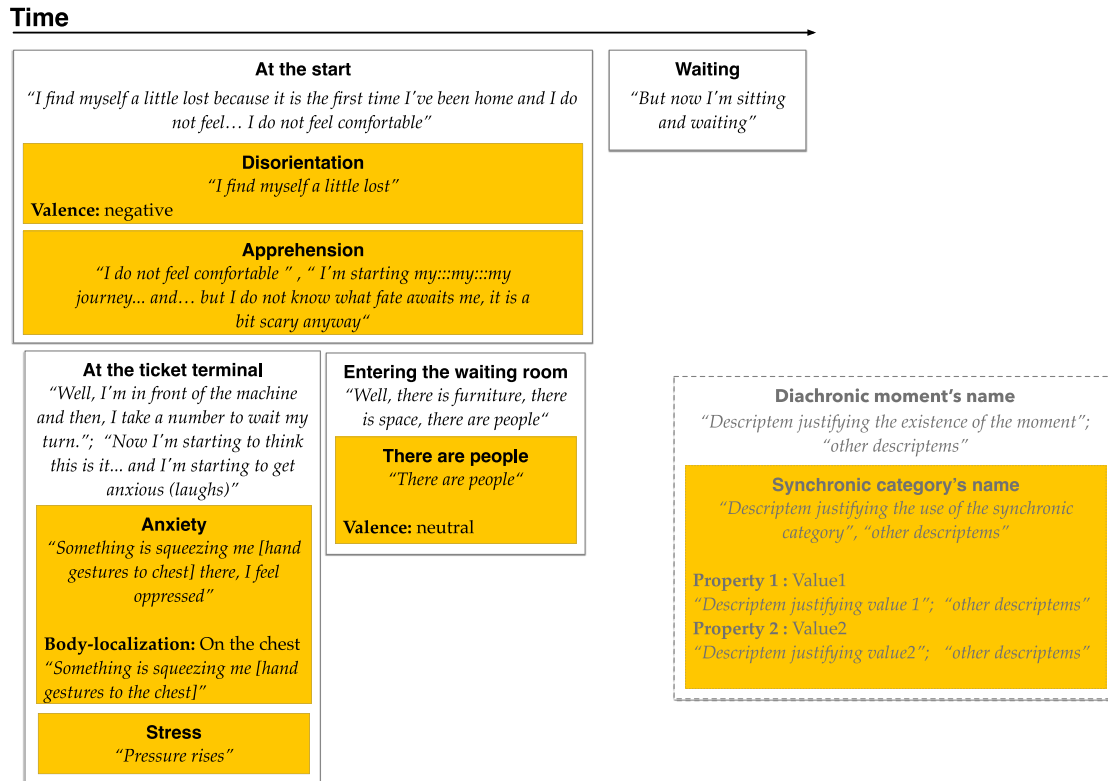 Time
At the start
“I find myself a little lost because it is the first time I’ve been home and I do
not feel… I do not feel comfortable”
Disorientation
“I find myself a little lost”
Valence: negative
Apprehension
“I do not feel comfortable ” , “ I’m starting my:::my:::my
journey... and… but I do not know what fate awaits me, it is a
bit scary anyway“
Waiting
“But now I’m sitting
and waiting”
At the ticket terminal
“Well, I’m in front of the machine
and then, I take a number to wait my
turn.”; “Now I’m starting to think
this is it... and I’m starting to get
anxious (laughs)”
Anxiety
“Something is squeezing me [hand
gestures to chest] there, I feel
oppressed”
Body-localization: On the chest
“Something is squeezing me [hand
gestures to the chest]”
Stress
“Pressure rises”
Entering the waiting room
“Well, there is furniture, there
is space, there are people“
There are people
“There are people“
Valence: neutral
Diachronic moment’s name
“Descriptem justifying the existence of the moment”;
“other descriptems”
Synchronic category’s name
“Descriptem justifying the use of the synchronic
category”, “other descriptems”
Property 1 : Value1
“Descriptem justifying value 1”; “other descriptems”
Property 2 : Value2
“Descriptem justifying value2”; “other descriptems”